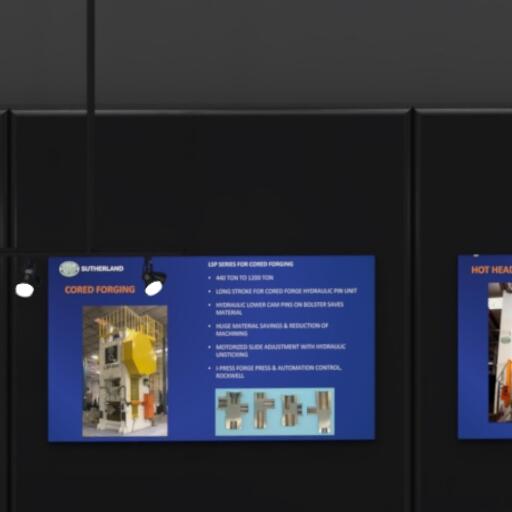 SUTHERLAND
CORED FORGING
LSP SERIES FOR CORED FORGING
• 440 TON TO 1200 TON
• LONG STROKE FOR CORED FORGE HYDRAULIC PIN UNIT
• HYDRAULIC LOWER CAM PINS ON BOLSTER SAVES
MATERIAL
• HUGE MATERIAL SAVINGS & REDUCTION OF
MACHINING
• MOTORIZED SLIDE ADJUSTMENT WITH HYDRAULIC
UNSTICKING
• I-PRESS FORGE PRESS & AUTOMATION CONTROL,
ROCKWELL
HOT HEAD